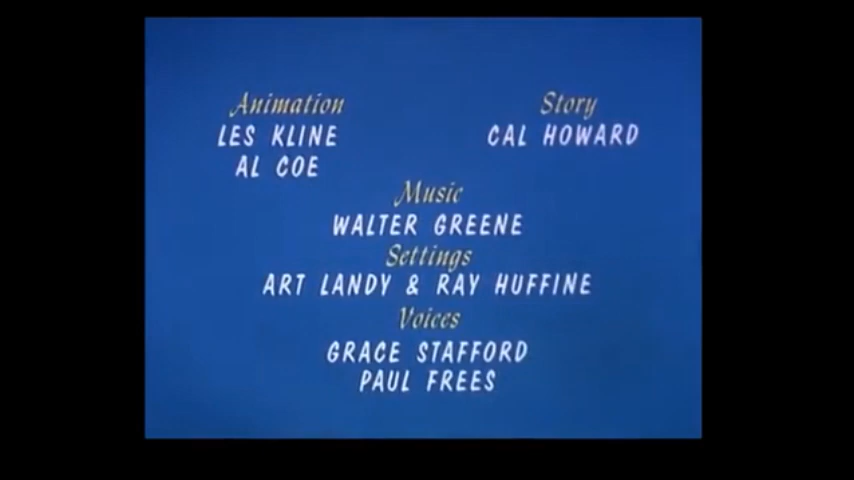 Animation
LES KLINE
AL COE
Story
CAL HOWARD
Music
WALTER GREENE
Settings
ART LANDY & RAY HUFFINE
Voices
GRACE STAFFORD
PAUL FREES